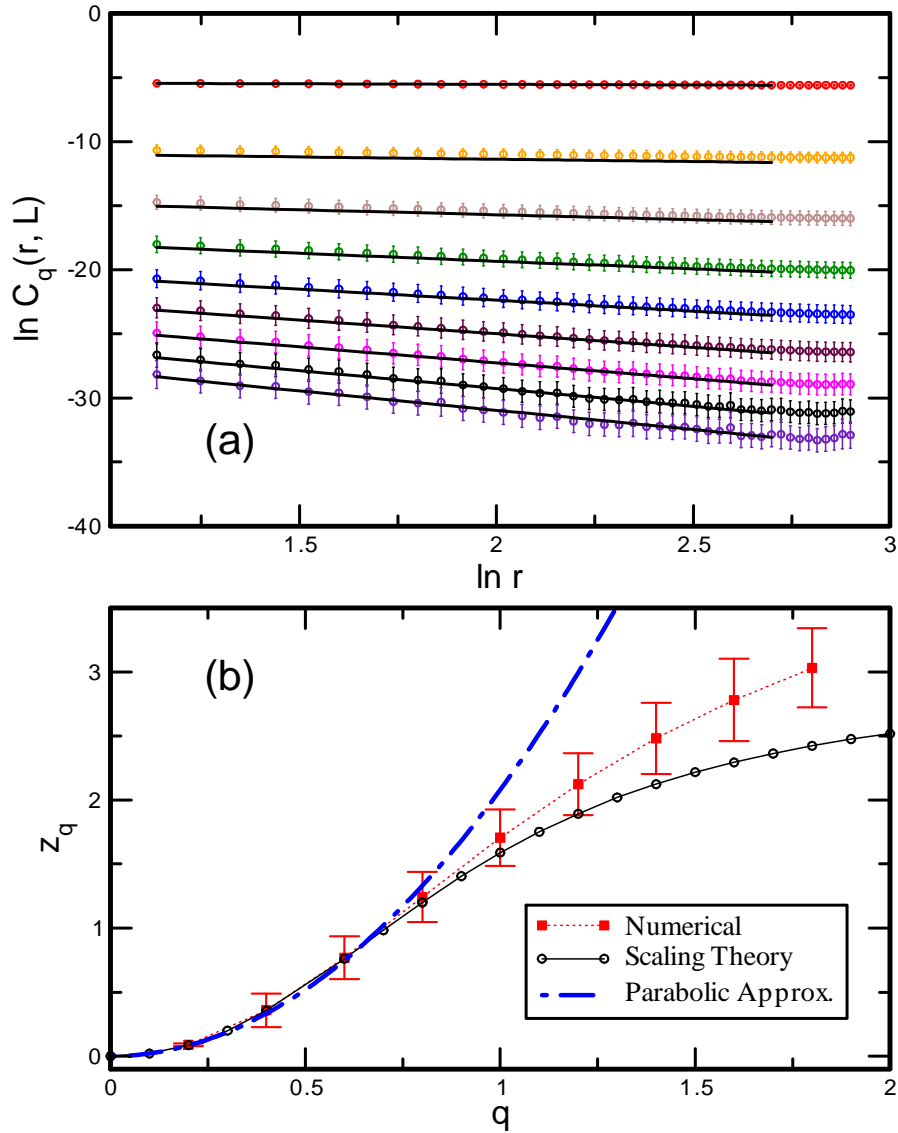 0
-10
-20
-30
-40
ln C_q(r, L)
(a)
1.5 2 2.5 3
ln r
3
2
1
0
z_q
(b)
Numerical
Scaling Theory
Parabolic Approx.
0 0.5 1 1.5 2
q